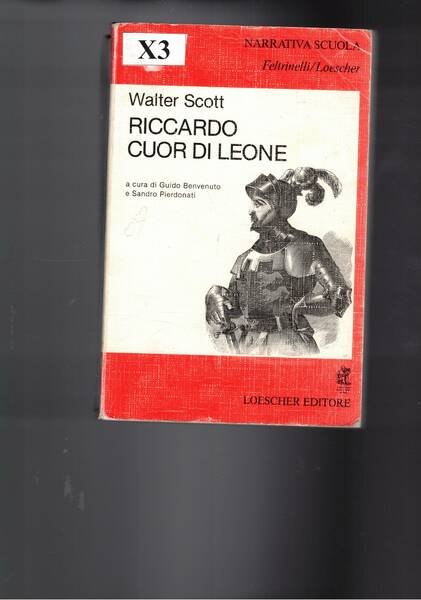 X3
NARRATIVA SCUOLA
Feltrinelli/Loescher
Walter Scott
RICCARDO
CUOR DI LEONE
a cura di Guido Benvenuto
e Sandro Pierdonati
LOESCHER EDITORE